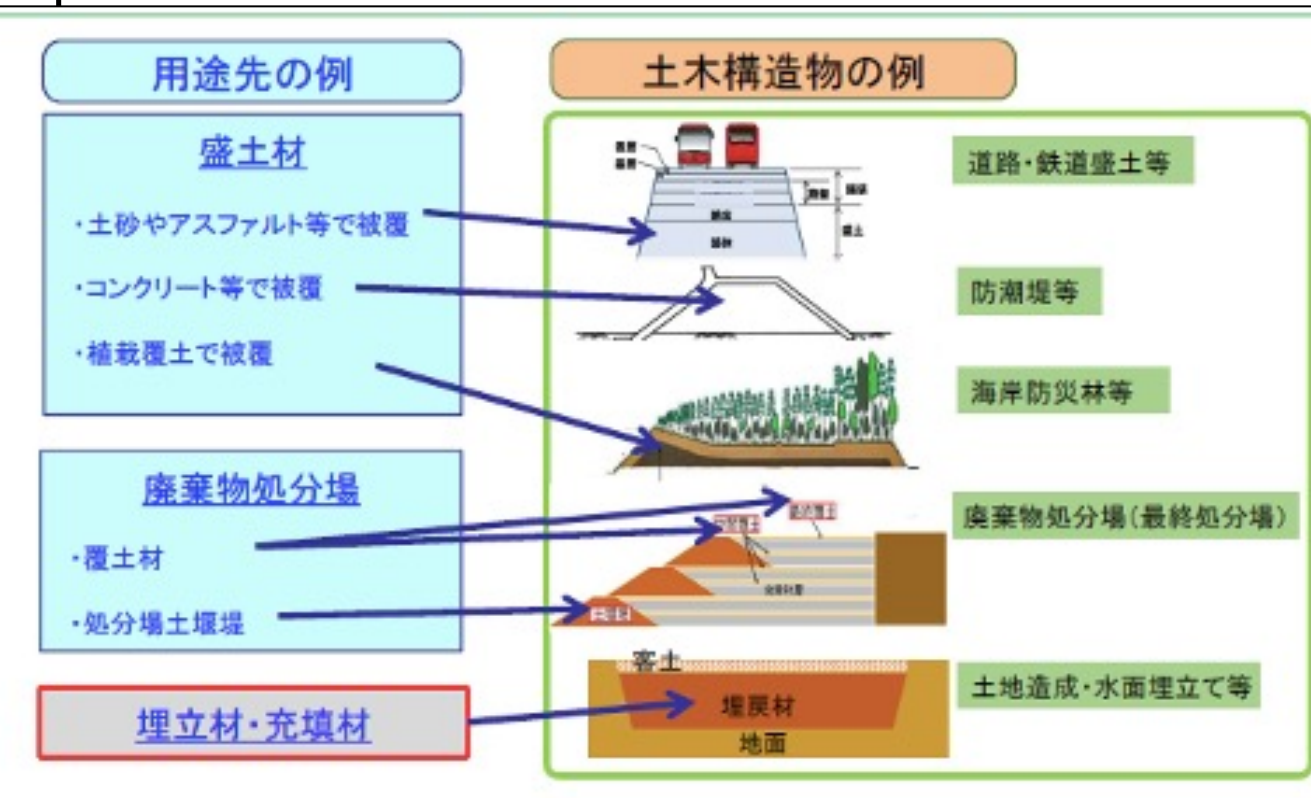 用途先の例
土木構造物の例
盛土材
・土砂やアスファルト等で被覆
・コンクリート等で被覆
・植栽覆土で被覆
道路・鉄道盛土等
防潮堤等
海岸防災林等
廃棄物処分場
・覆土材
・処分場土堰堤
廃棄物処分場(最終処分場)
埋立材・充填材
客土
埋戻材
地面
土地造成・水面埋立て等
盛土